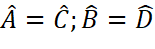 Â = Ĉ; B̂ = D̂